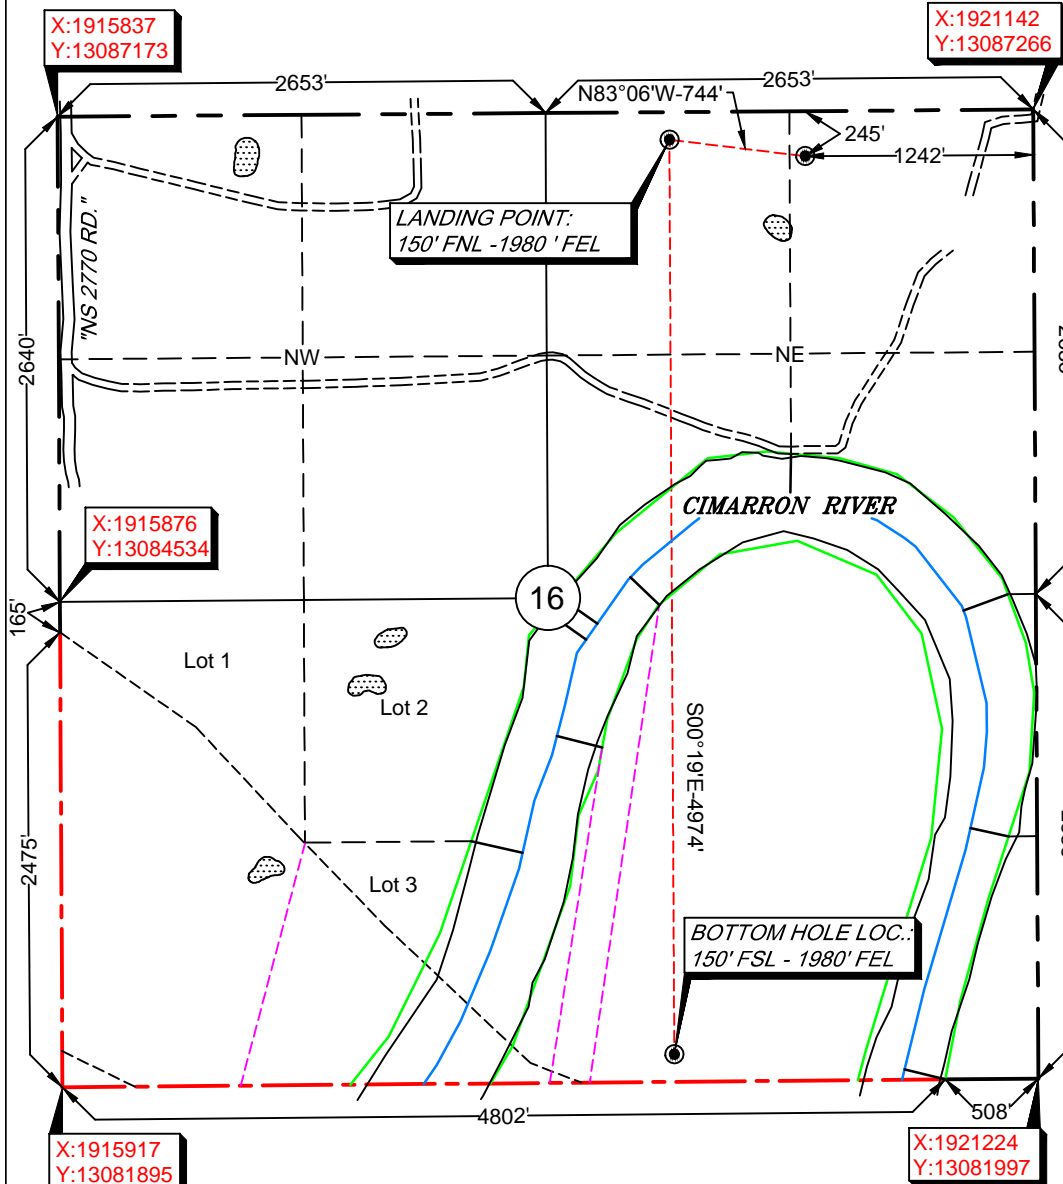 X:1915837
Y:13087173
X:1921142
Y:13087266
2653'
2653'
N83°06'W-744'
245'
1242'
LANDING POINT:
150' FNL -1980 ' FEL
"NS 2770 RD."
2640'
NW
NE
CIMARRON RIVER
X:1915876
Y:13084534
16
165'
Lot 1
Lot 2
S00°19'E-4974'
2475'
Lot 3
BOTTOM HOLE LOC.:
150' FSL - 1980' FEL
4802'
508'
X:1915917
Y:13081895
X:1921224
Y:13081997